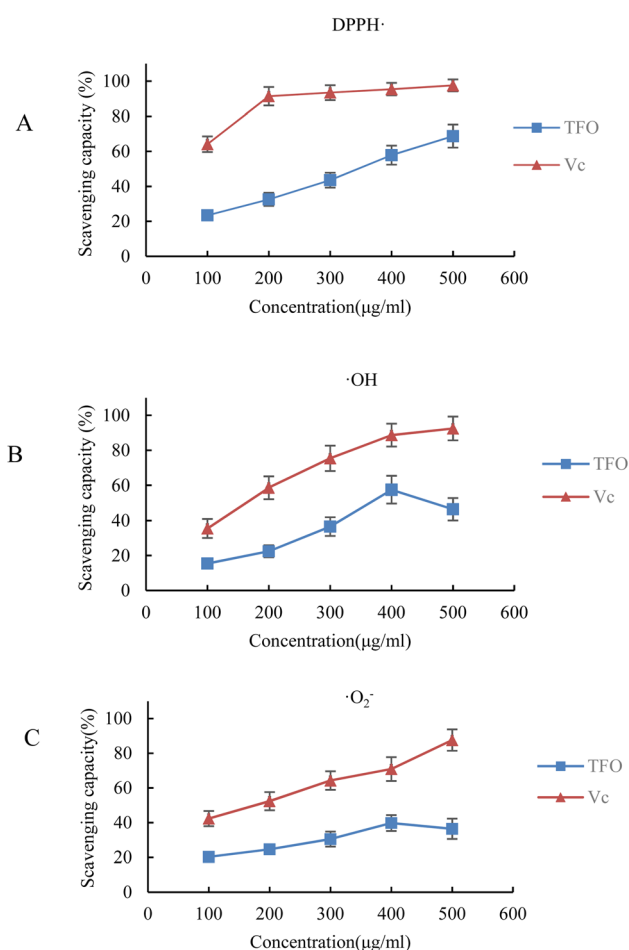 DPPH·
A
Scavenging capacity (%)
100
80
60
40
20
0
0 100 200 300 400 500 600
Concentration(μg/ml)
TFO
Vc
·OH
B
Scavenging capacity (%)
100
80
60
40
20
0
0 100 200 300 400 500 600
Concentration(μg/ml)
TFO
Vc
·O₂⁻
C
Scavenging capacity(%)
100
80
60
40
20
0
0 100 200 300 400 500 600
Concentration(μg/ml)
TFO
Vc